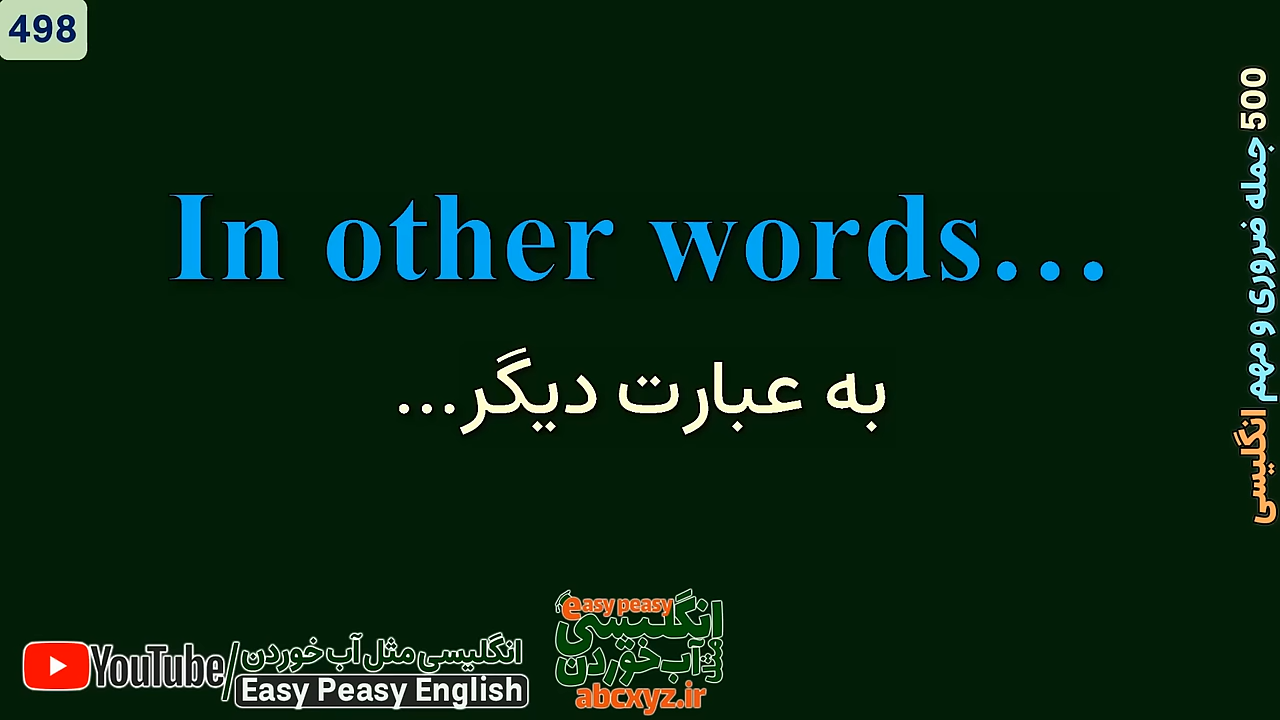 498
In other words…
به عبارت دیگر...
500 جمله ضروری و مهم انگلیسی
YouTube/انگلیسی مثل آب خوردن
Easy Peasy English
easy peasy
انگلیسی
مثل آب خوردن
abcxyz.ir